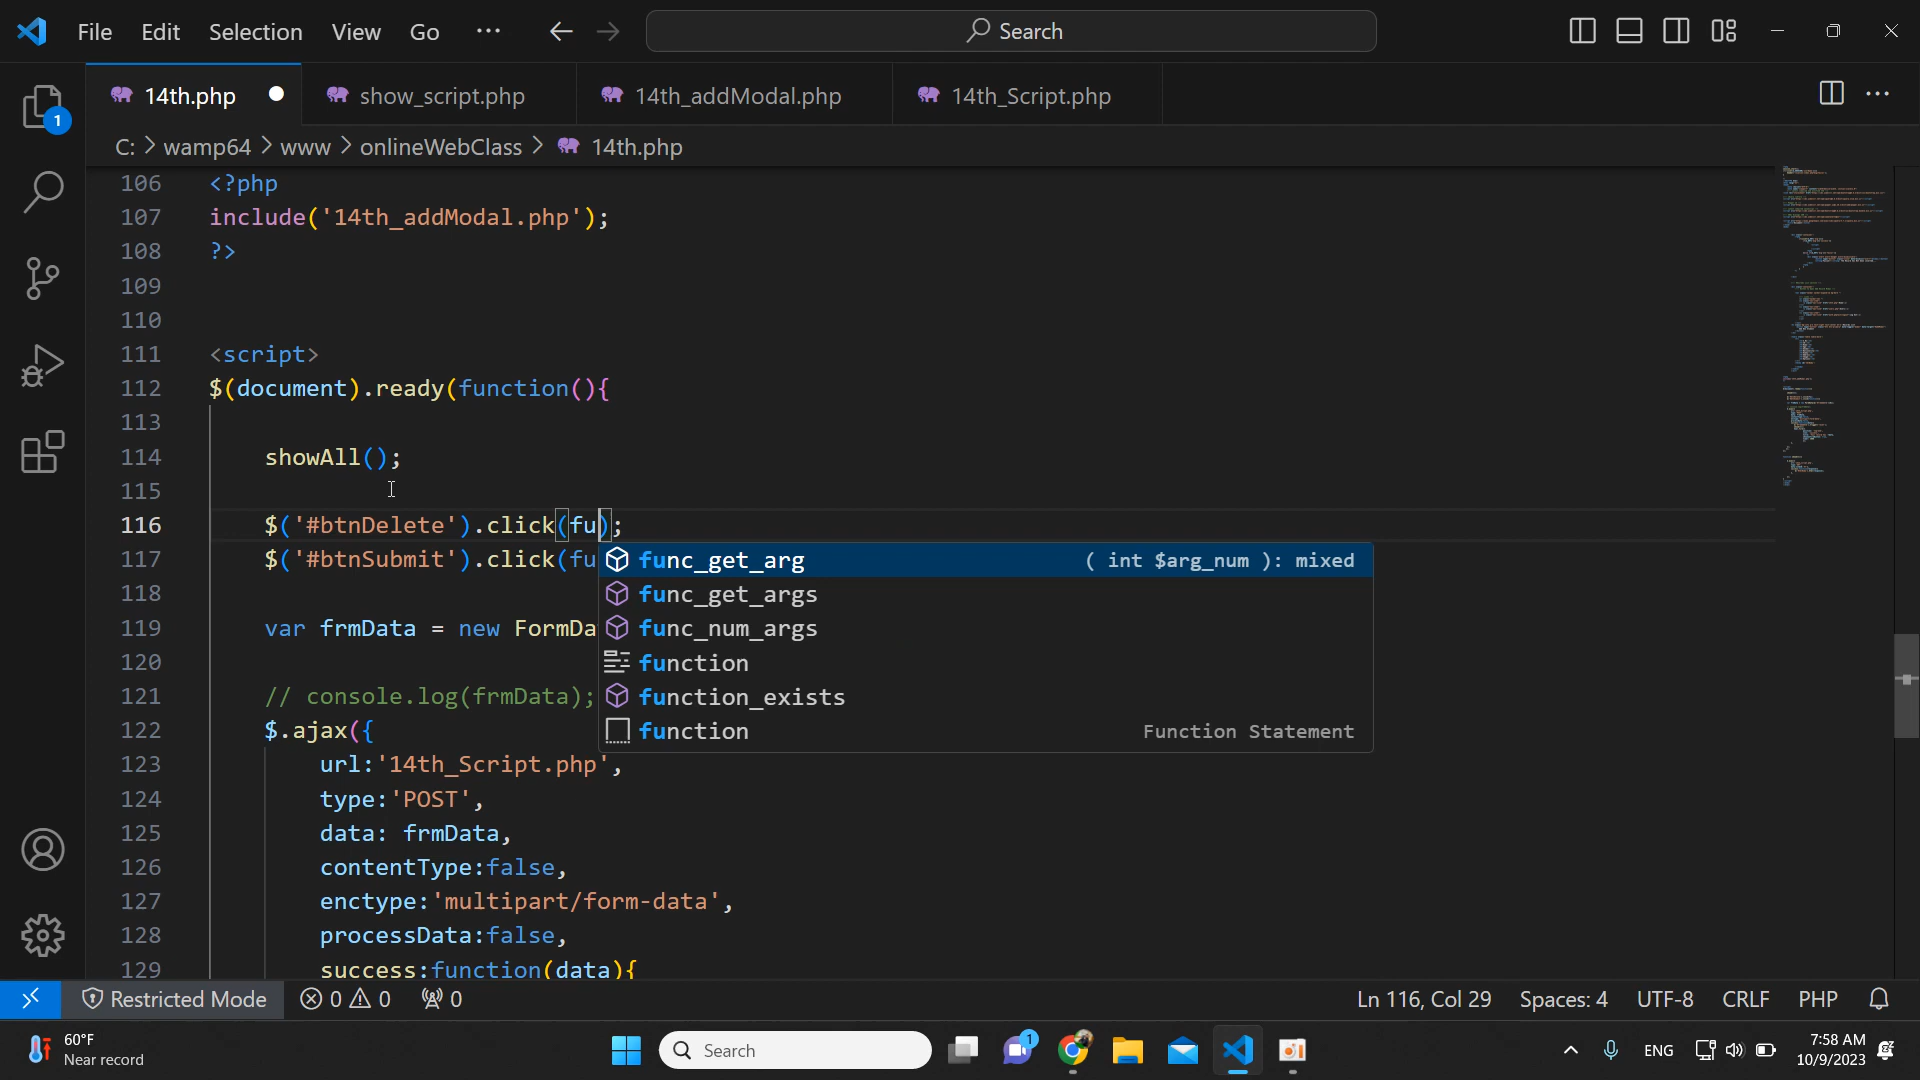 File Edit Selection View Go ··· Search
14th.php show_script.php 14th_addModal.php 14th_Script.php
1
C: > wamp64 > www > onlineWebClass > 14th.php
106 <?php
107 include('14th_addModal.php');
108 ?>
109
110
111 <script>
112 $(document).ready(function(){
113
114 showAll();
115
116 $('#btnDelete').click(fu);
117 $('#btnSubmit').click(fu
func_get_arg ( int $arg_num ): mixed
func_get_args
118
func_num_args
119 var frmData = new FormDa
function
120
function_exists
121 // console.log(frmData);
function Function Statement
122 $.ajax({
123 url:'14th_Script.php',
124 type:'POST',
125 data: frmData,
126 contentType:false,
127 enctype:'multipart/form-data',
128 processData:false,
129 success:function(data){
Restricted Mode 0 0 0 Ln 116, Col 29 Spaces: 4 UTF-8 CRLF PHP
60°F
Near record
Search
1
ENG
7:58 AM
10/9/2023